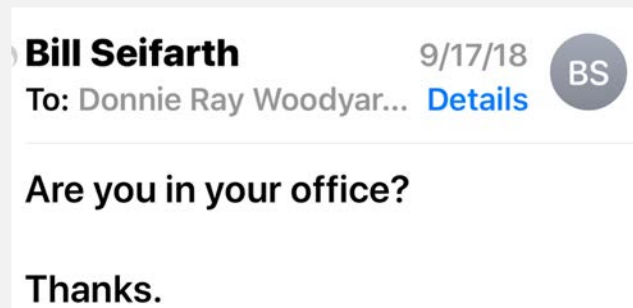 Bill Seifarth 9/17/18 BS
To: Donnie Ray Woodyar... Details
Are you in your office?
Thanks.